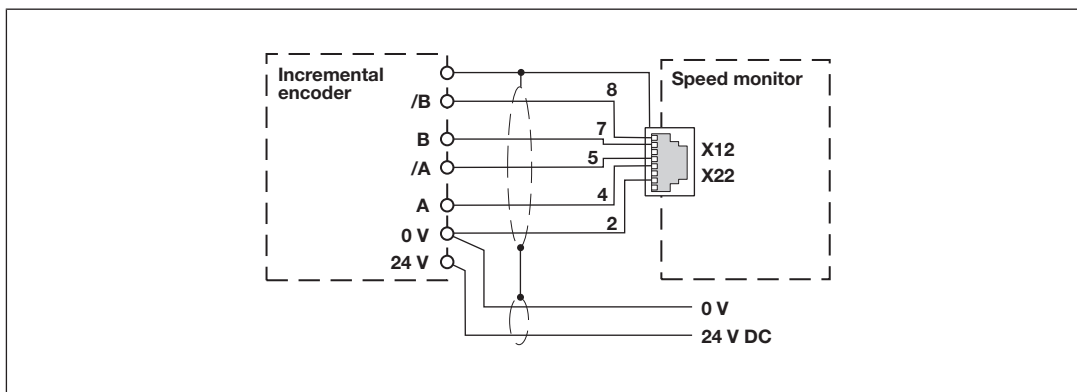 Incremental
encoder
Speed monitor
/B
8
B
7
X12
/A
5
X22
A
4
0 V
2
24 V
0 V
24 V DC